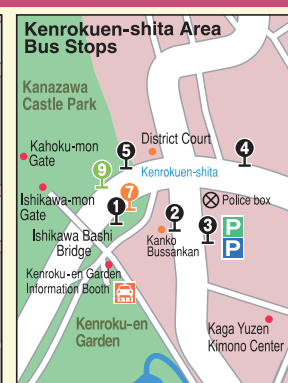 Kenrokuen-shita Area
Bus Stops
Kanazawa
Castle Park
Kahoku-mon
Gate
District Court
5
4
9
Kenrokuen-shita
7
Ishikawa-mon
Gate
1
Police box
2
3
P
P
Ishikawa Bashi
Bridge
Kanko
Bussankan
Kenroku-en Garden
Information Booth
TAXI
Kenroku-en
Garden
Kaga Yuzen
Kimono Center